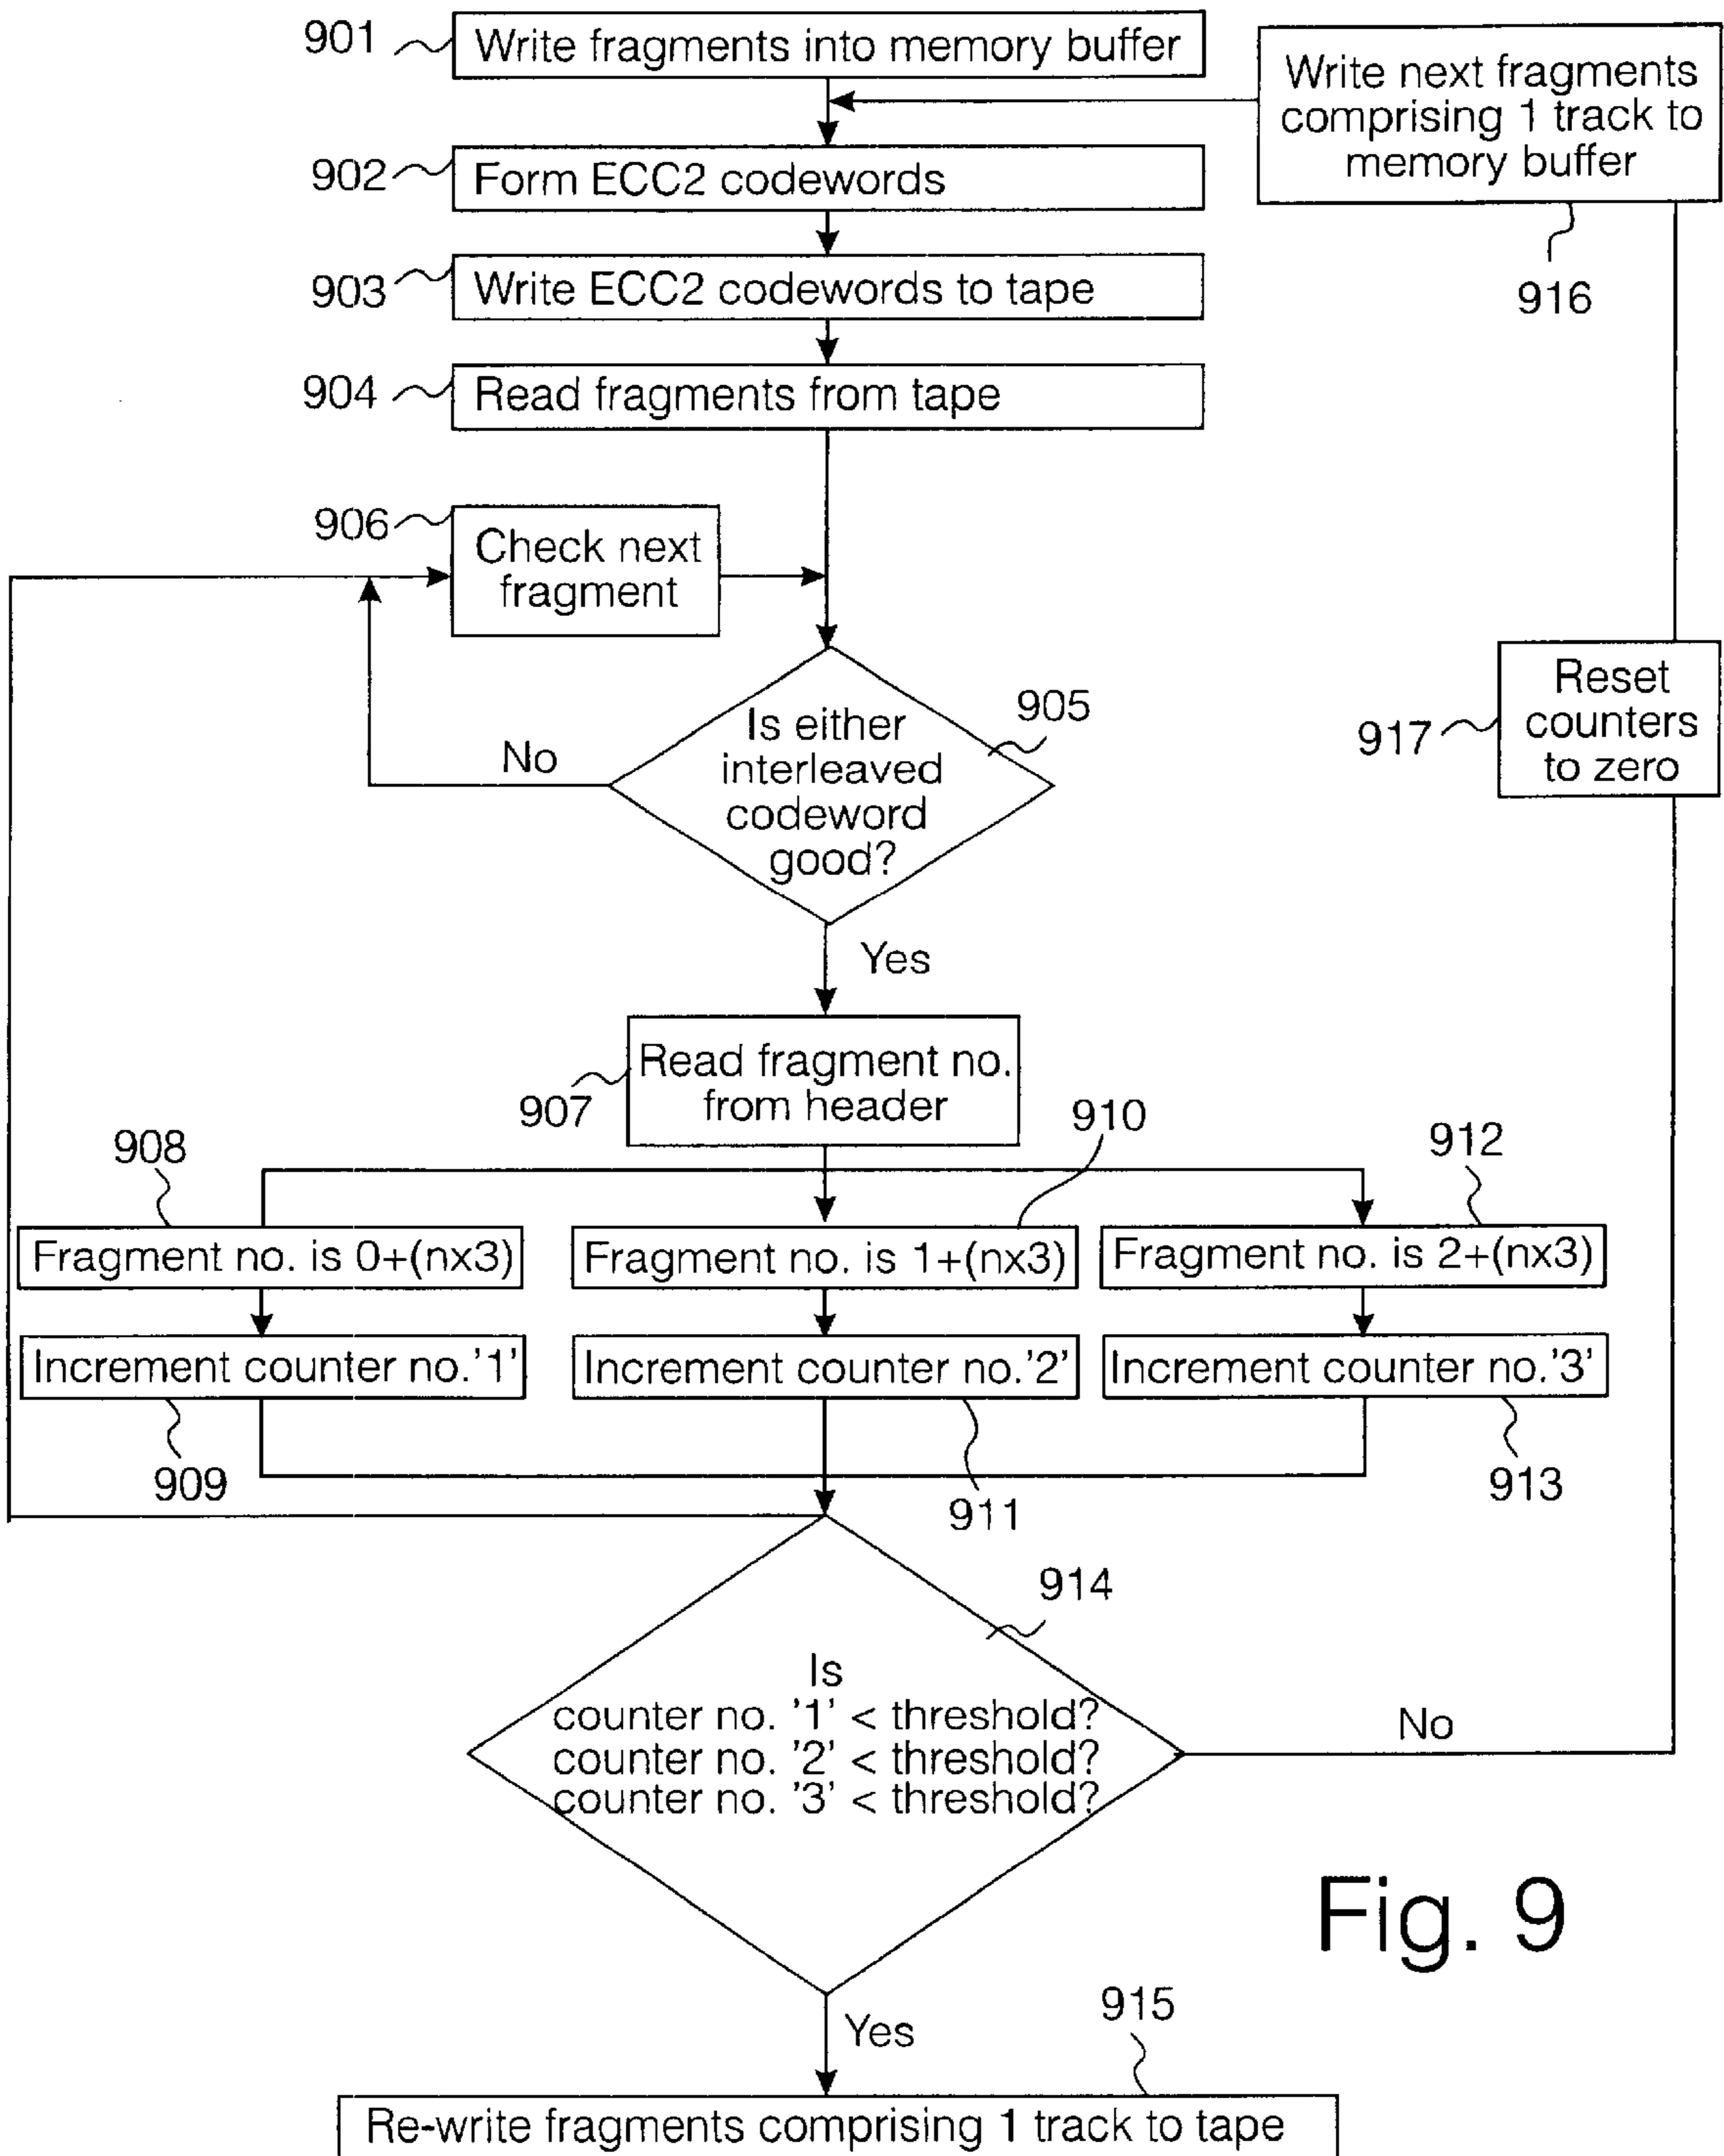 901
Write fragments into memory buffer
Write next fragments
comprising 1 track to
memory buffer
916
902
Form ECC2 codewords
903
Write ECC2 codewords to tape
904
Read fragments from tape
906
Check next
fragment
905
Is either
interleaved
codeword
good?
No
Yes
917
Reset
counters
to zero
907
Read fragment no.
from header
908
910
912
Fragment no. is 0+(nx3)
Fragment no. is 1+(nx3)
Fragment no. is 2+(nx3)
Increment counter no.'1'
Increment counter no.'2'
Increment counter no.'3'
909
911
913
914
Is
counter no. '1' < threshold?
counter no. '2' < threshold?
counter no. '3' < threshold?
No
Yes
Fig. 9
915
Re-write fragments comprising 1 track to tape